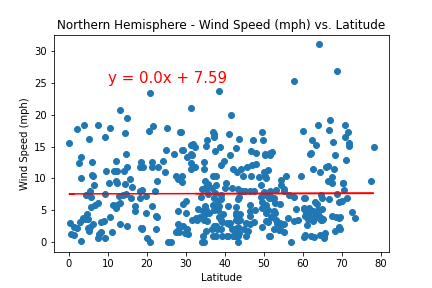 Northern Hemisphere - Wind Speed (mph) vs. Latitude
30
25
20
15
10
5
0
Wind Speed (mph)
y = 0.0x + 7.59
0 10 20 30 40 50 60 70 80
Latitude